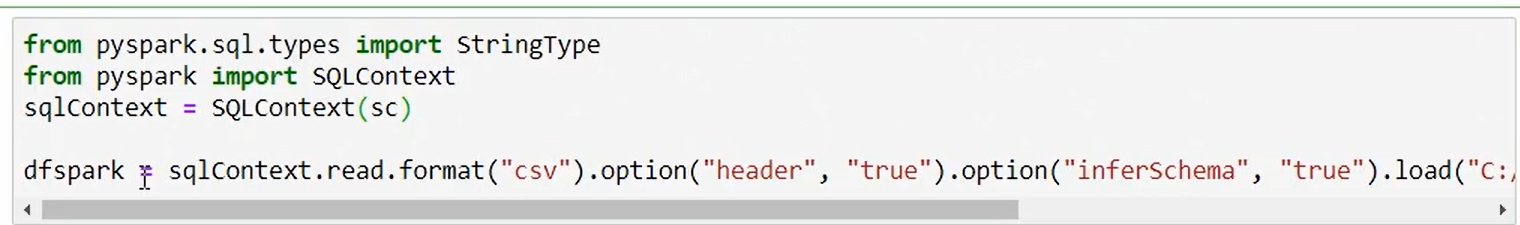 from pyspark.sql.types import StringType
from pyspark import SQLContext
sqlContext = SQLContext(sc)
dfspark = sqlContext.read.format("csv").option("header", "true").option("inferSchema", "true").load("C:/